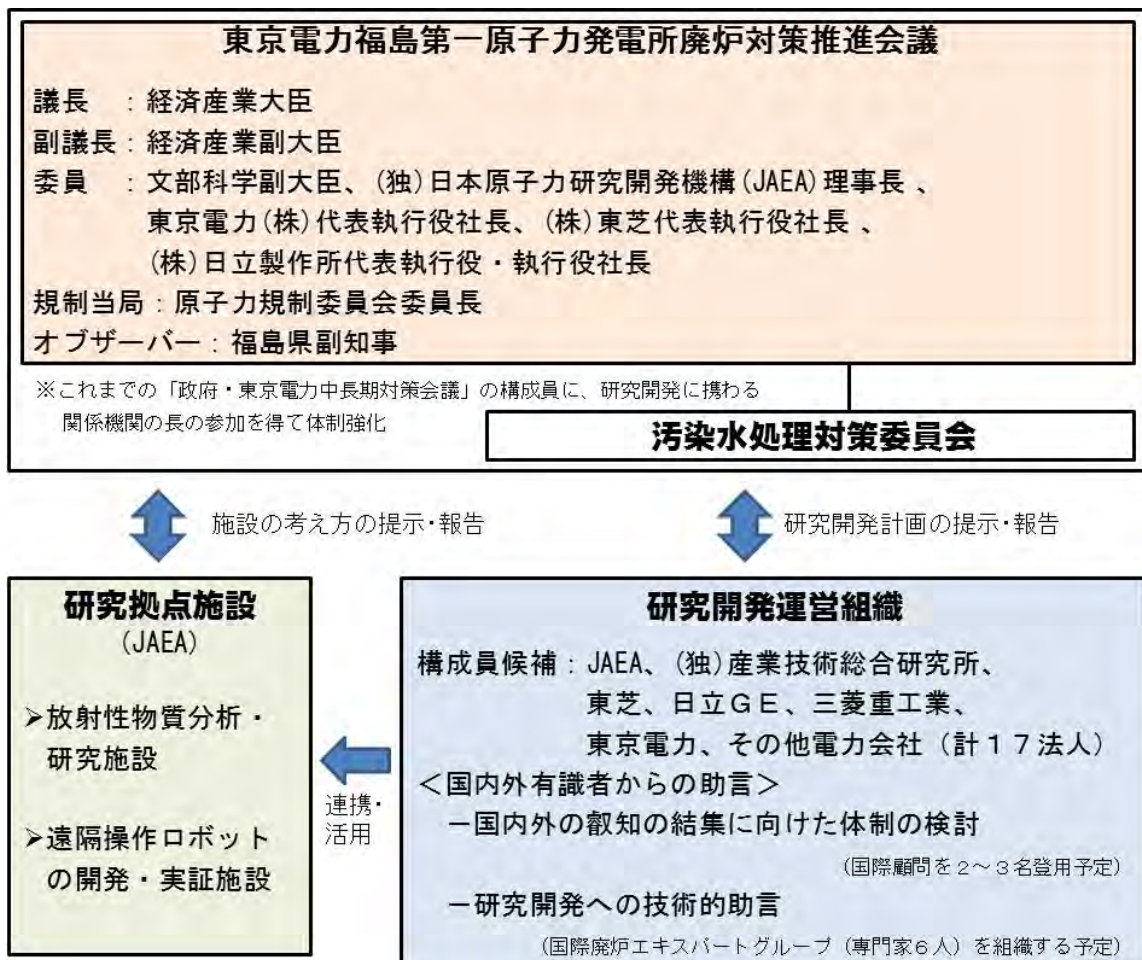 東京電力福島第一原子力発電所廃炉対策推進会議
議長　：経済産業大臣
副議長：経済産業副大臣
委員　：文部科学副大臣、(独)日本原子力研究開発機構(JAEA)理事長、
東京電力(株)代表執行役社長、(株)東芝代表執行役社長、
(株)日立製作所代表執行役・執行役社長
規制当局：原子力規制委員会委員長
オブザーバー：福島県副知事
※これまでの「政府・東京電力中長期対策会議」の構成員に、研究開発に携わる
関係機関の長の参加を得て体制強化
汚染水処理対策委員会
施設の考え方の提示・報告
研究開発計画の提示・報告
研究拠点施設
(JAEA)
➢放射性物質分析・
研究施設
➢遠隔操作ロボット
の開発・実証施設
連携・
活用
研究開発運営組織
構成員候補：JAEA、(独)産業技術総合研究所、
東芝、日立ＧＥ、三菱重工業、
東京電力、その他電力会社（計１７法人）
＜国内外有識者からの助言＞
－国内外の叡知の結集に向けた体制の検討
（国際顧問を２～３名登用予定）
－研究開発への技術的助言
（国際廃炉エキスパートグループ（専門家６人）を組織する予定）